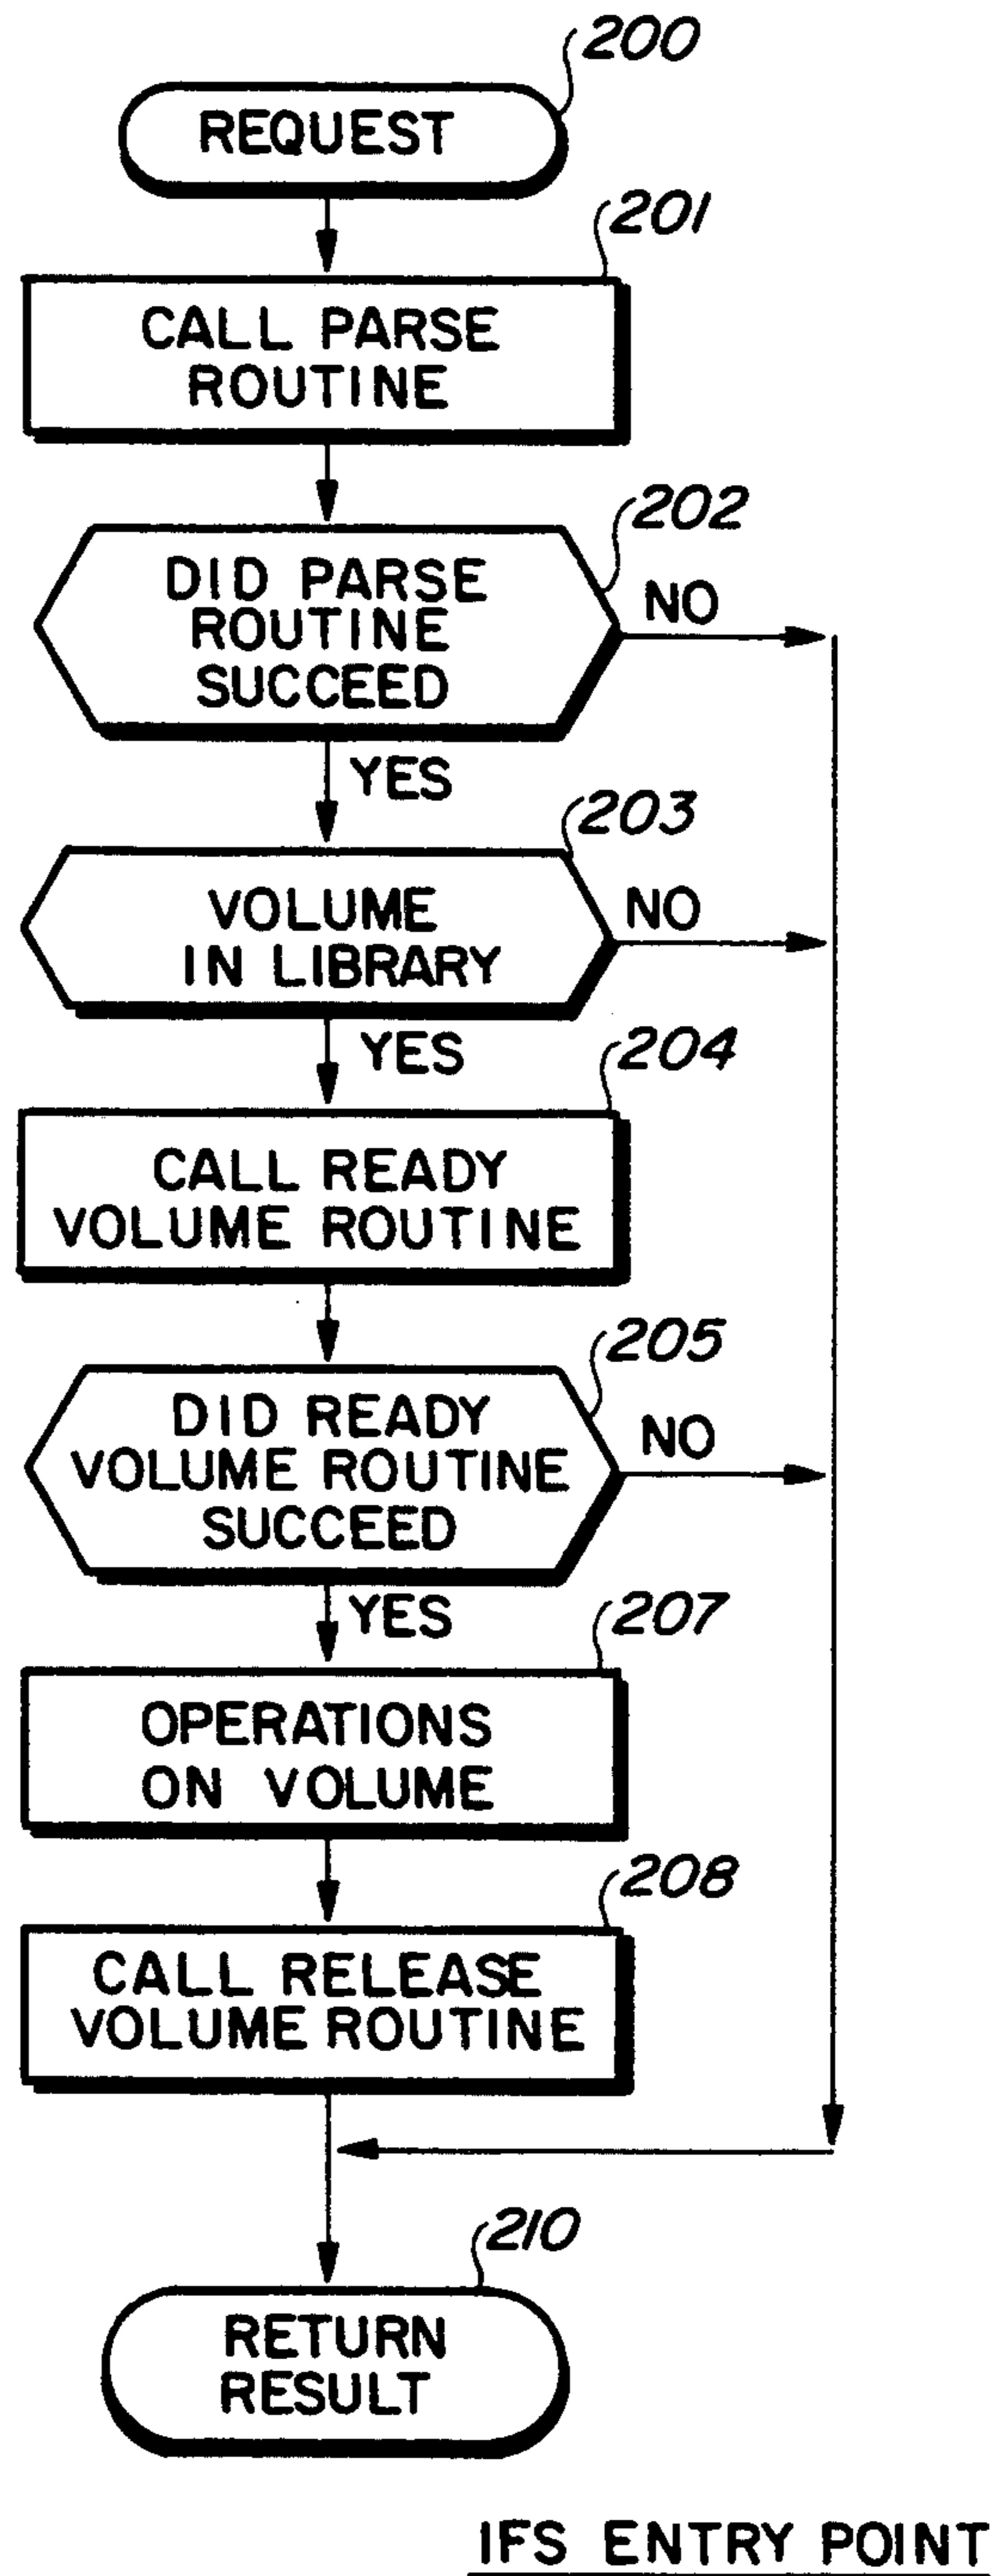 200
REQUEST
201
CALL PARSE
ROUTINE
202
DID PARSE
ROUTINE
SUCCEED
NO
YES
203
VOLUME
IN LIBRARY
NO
YES
204
CALL READY
VOLUME ROUTINE
205
DID READY
VOLUME ROUTINE
SUCCEED
NO
YES
207
OPERATIONS
ON VOLUME
208
CALL RELEASE
VOLUME ROUTINE
210
RETURN
RESULT
IFS ENTRY POINT